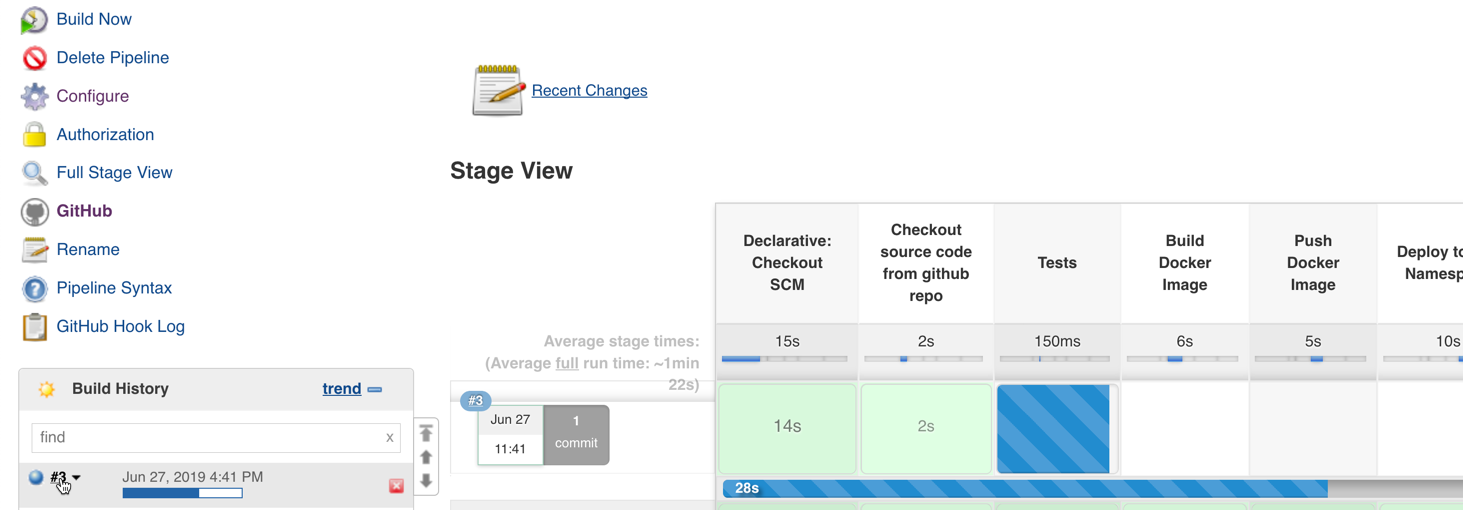 Build Now
Delete Pipeline
Configure
Authorization
Full Stage View
GitHub
Rename
Pipeline Syntax
GitHub Hook Log
Build History
trend
find
x
#3
Jun 27, 2019 4:41 PM
Recent Changes
Stage View
Declarative:
Checkout
SCM
Checkout
source code
from github
repo
Tests
Build
Docker
Image
Push
Docker
Image
Deploy to
Average stage times:
(Average full run time: ~1min
22s)
15s
2s
150ms
6s
5s
10s
#3
Jun 27
11:41
1
commit
14s
2s
28s